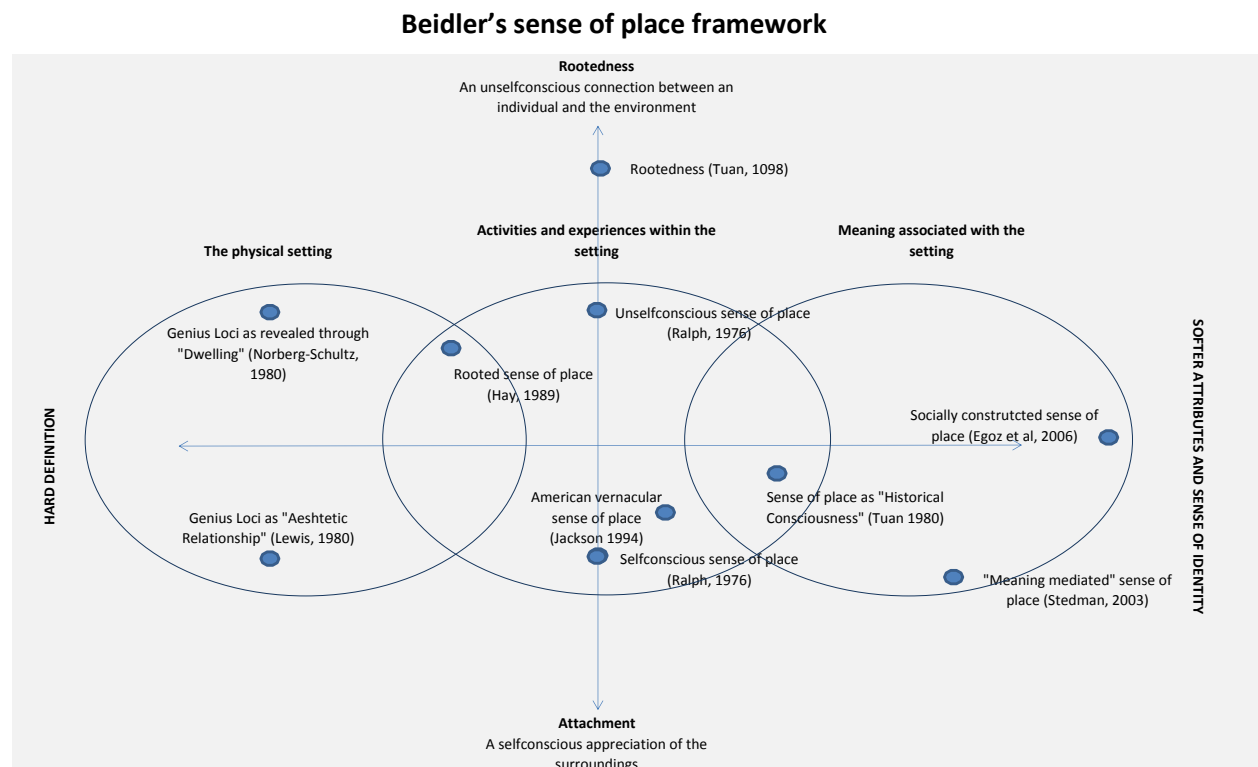 Beidler's sense of place framework
Rootedness
An unselfconscious connection between an
individual and the environment
Rootedness (Tuan, 1098)
The physical setting
Activities and experiences within the
setting
Meaning associated with the
setting
Genius Loci as revealed through
"Dwelling" (Norberg-Schultz,
1980)
Unselfconscious sense of place
(Ralph, 1976)
Rooted sense of place
(Hay, 1989)
Socially construtcted sense of
place (Egoz et al, 2006)
HARD DEFINITION
SOFTER ATTRIBUTES AND SENSE OF IDENTITY
Genius Loci as "Aeshtetic
Relationship" (Lewis, 1980)
American vernacular
sense of place
(Jackson 1994)
Sense of place as "Historical
Consciousness" (Tuan 1980)
Selfconscious sense of place
(Ralph, 1976)
"Meaning mediated" sense of
place (Stedman, 2003)
Attachment
A selfconscious appreciation of the
surroundings